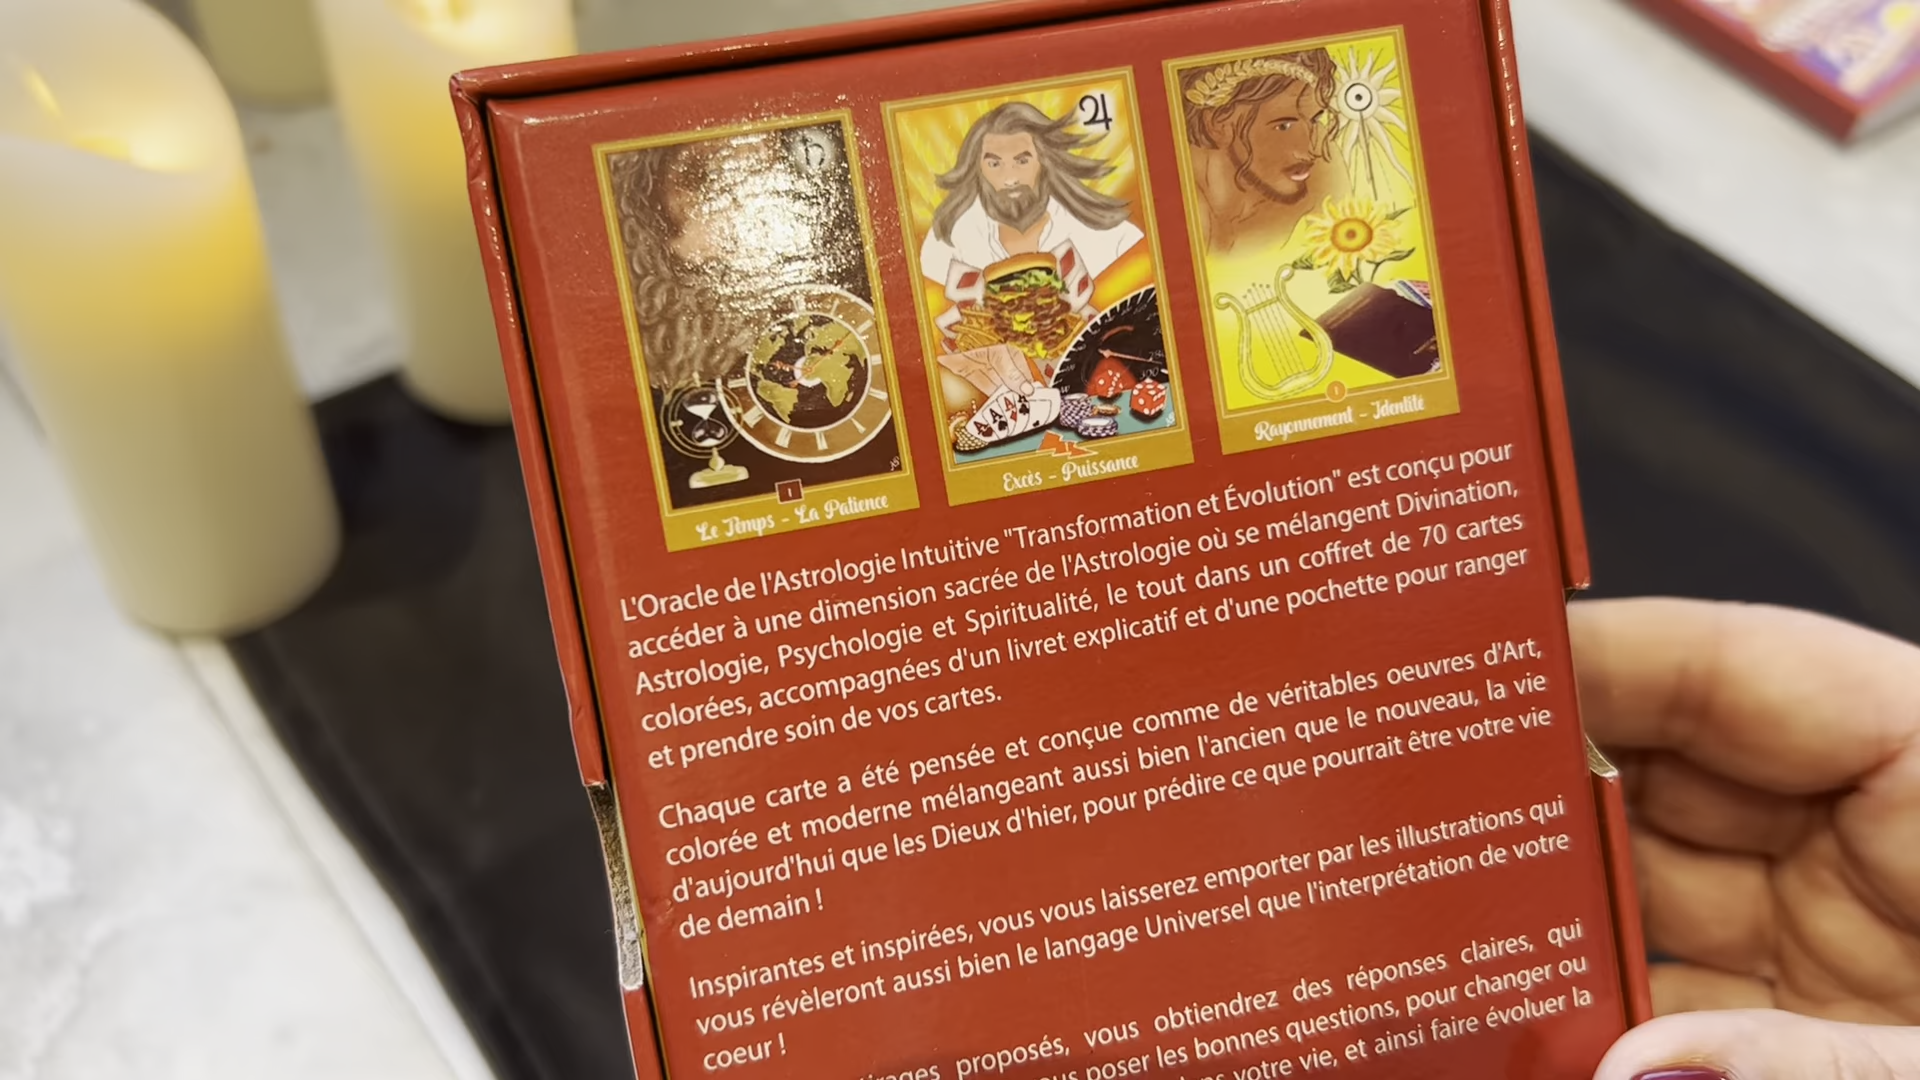 ♄
♃
Le Temps - La Patience
Excès - Puissance
Rayonnement - Identité
L'Oracle de l'Astrologie Intuitive "Transformation et Évolution" est conçu pour
accéder à une dimension sacrée de l'Astrologie où se mélangent Divination,
Astrologie, Psychologie et Spiritualité, le tout dans un coffret de 70 cartes
colorées, accompagnées d'un livret explicatif et d'une pochette pour ranger
et prendre soin de vos cartes.
Chaque carte a été pensée et conçue comme de véritables oeuvres d'Art,
colorée et moderne mélangeant aussi bien l'ancien que le nouveau, la vie
d'aujourd'hui que les Dieux d'hier, pour prédire ce que pourrait être votre vie
de demain !
Inspirantes et inspirées, vous vous laisserez emporter par les illustrations qui
vous révèleront aussi bien le langage Universel que l'interprétation de votre
coeur !
proposés, vous obtiendrez des réponses claires, qui
poser les bonnes questions, pour changer ou
votre vie, et ainsi faire évoluer la